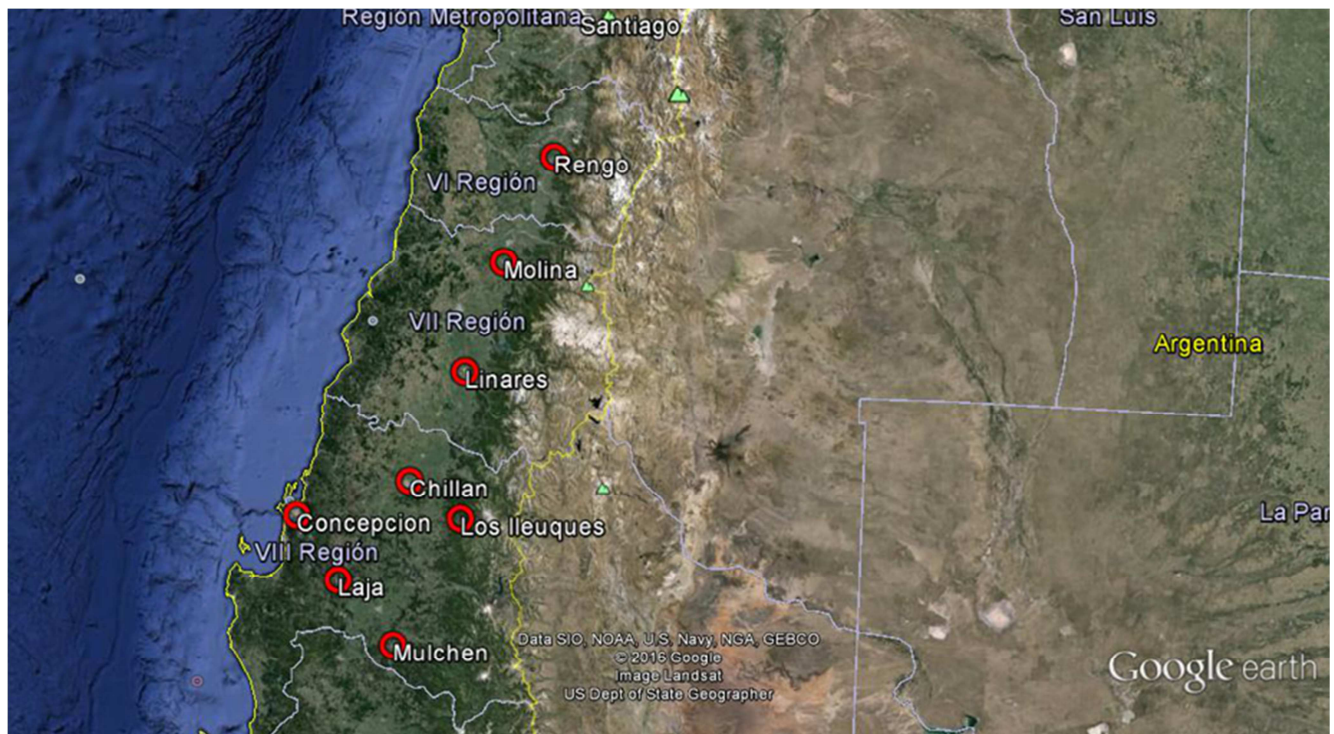 Región Metropolitana
Santiago
San Luis
Rengo
VI Región
Molina
VII Región
Argentina
Linares
Chillan
Concepcion
Los lleuques
La Par
VIII Región
Laja
Mulchen
Data SIO, NOAA, U.S. Navy, NGA, GEBCO
© 2016 Google
Image Landsat
US Dept of State Geographer
Google earth